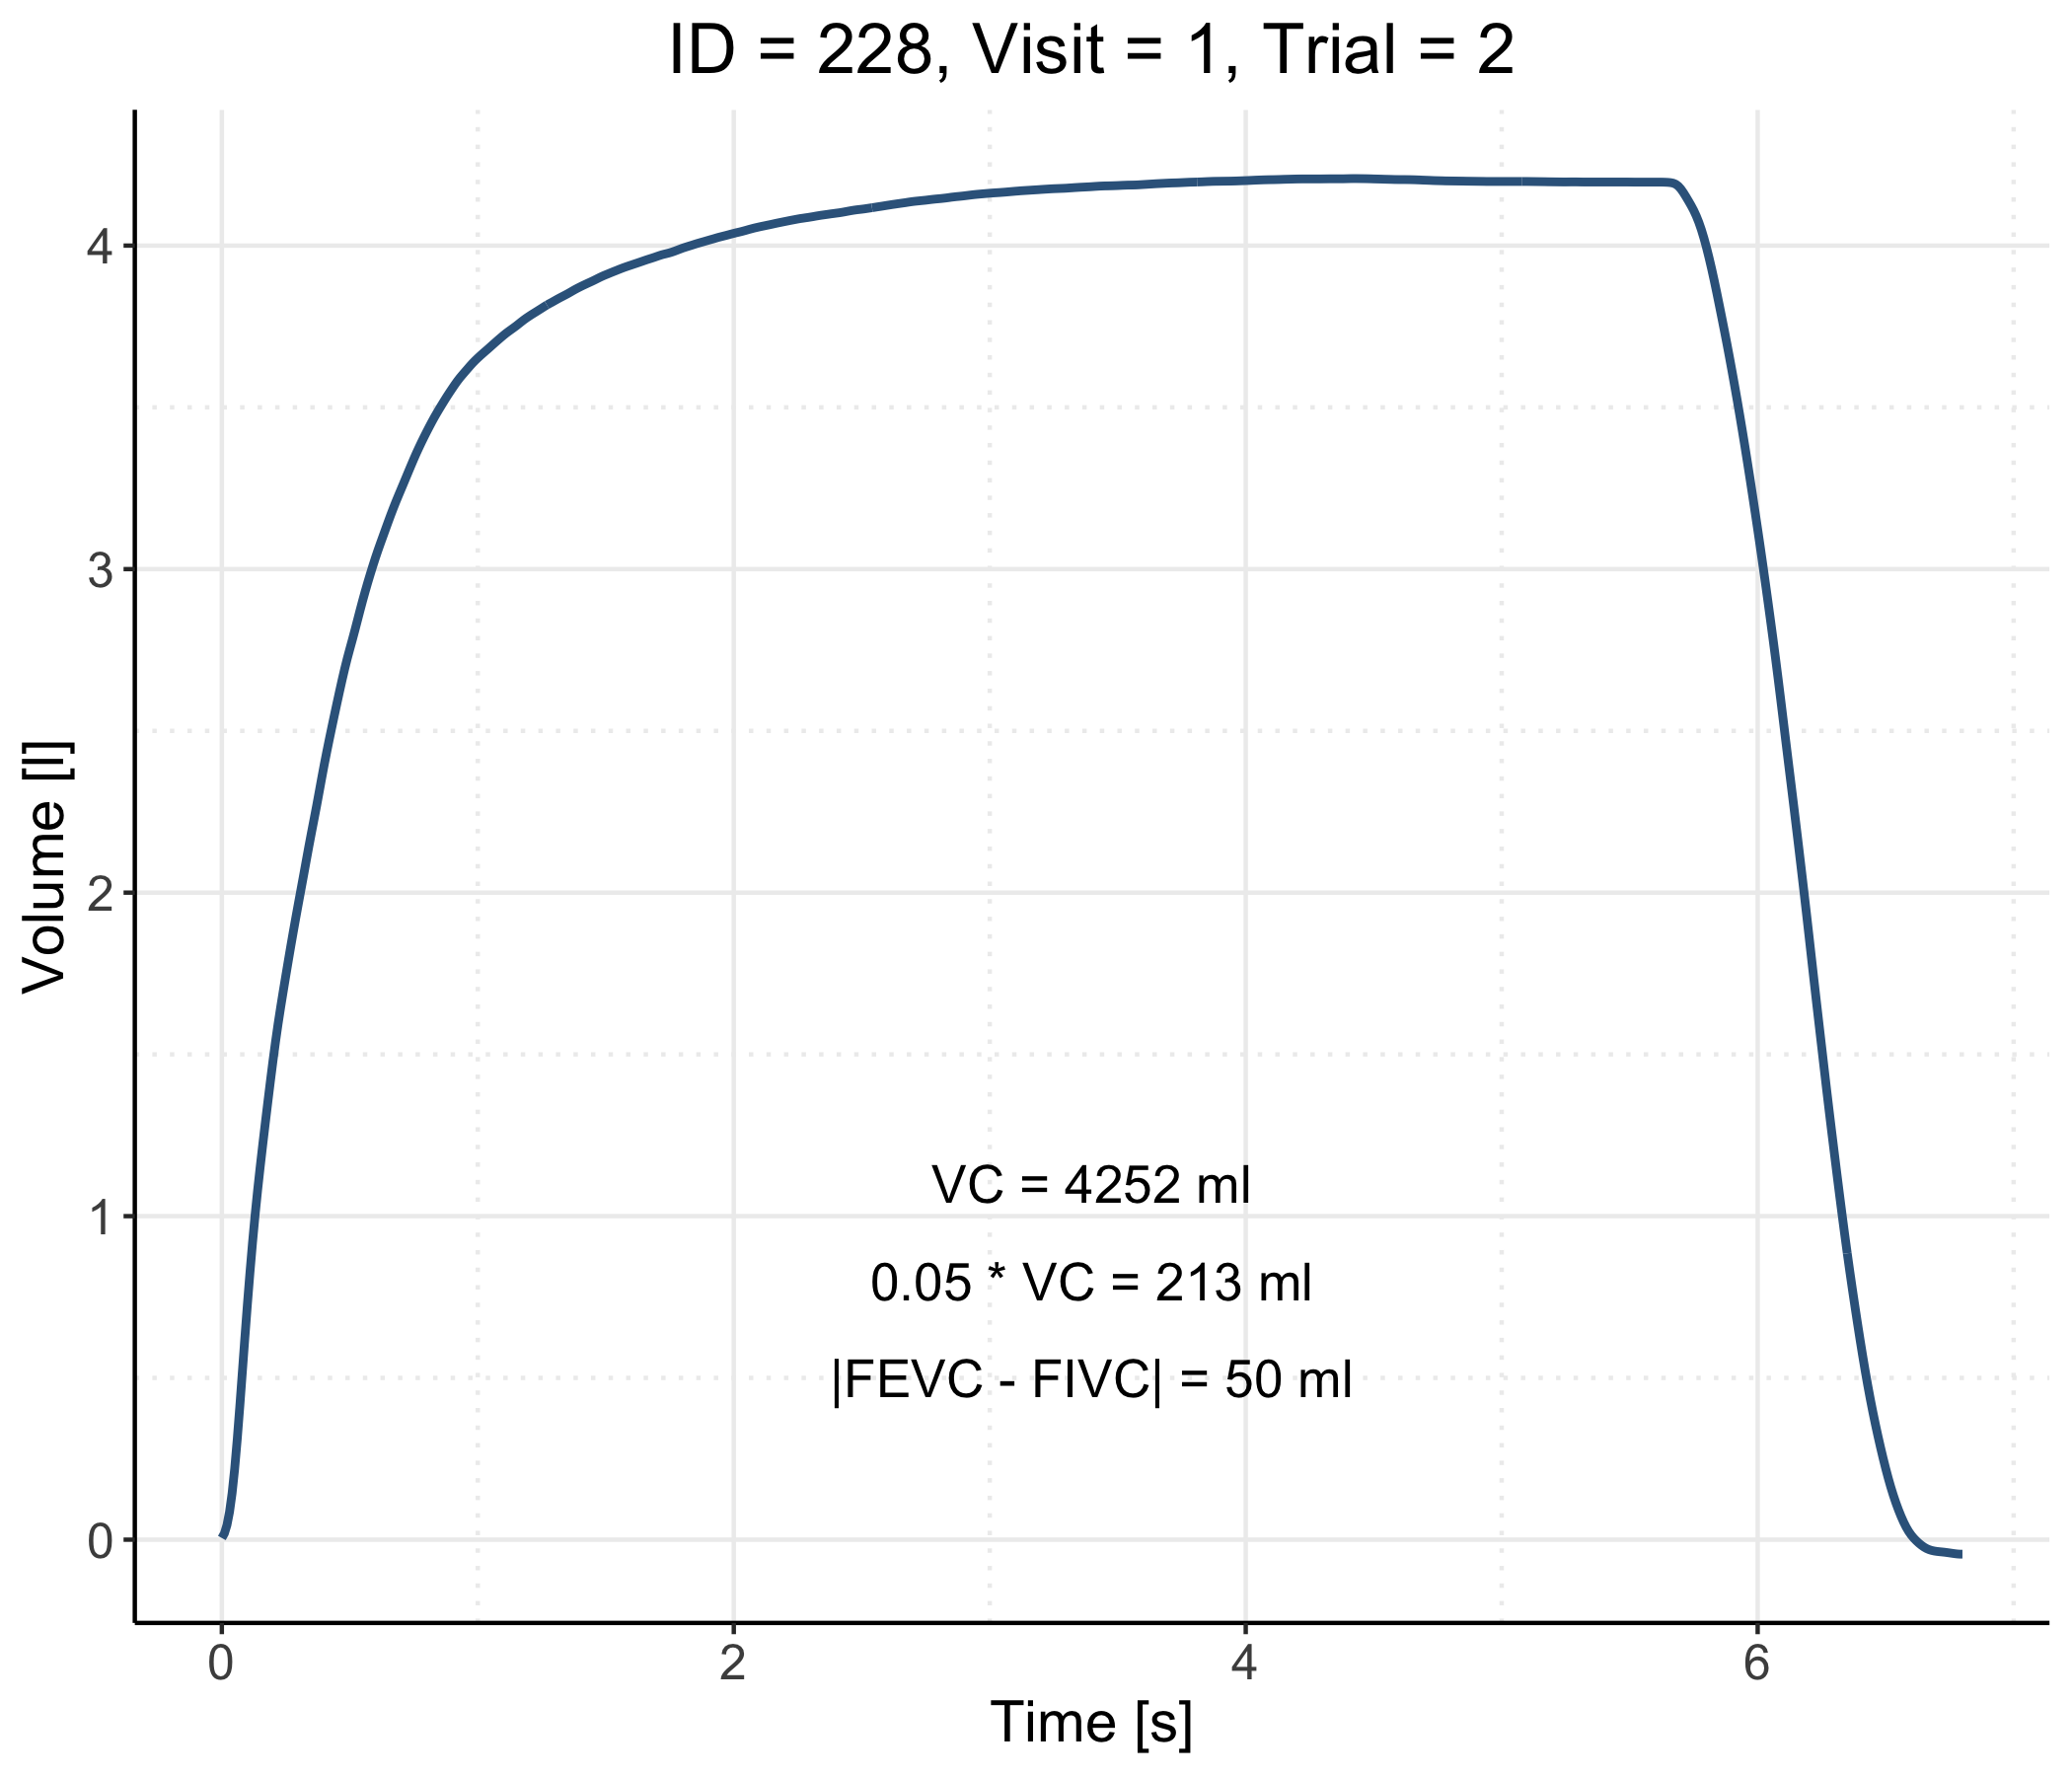 ID = 228, Visit = 1, Trial = 2
Volume [l]
4
3
2
1
0
VC = 4252 ml
0.05 * VC = 213 ml
|FEVC - FIVC| = 50 ml
0 2 4 6
Time [s]